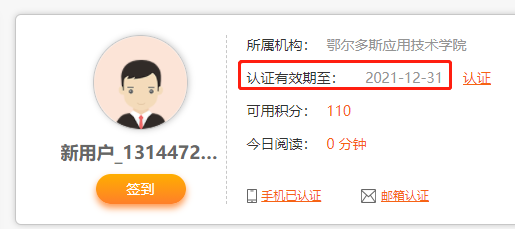 所属机构： 鄂尔多斯应用技术学院
认证有效期至： 2021-12-31 认证
可用积分： 110
今日阅读： 0 分钟
新用户_1314472...
签到
手机已认证 邮箱认证